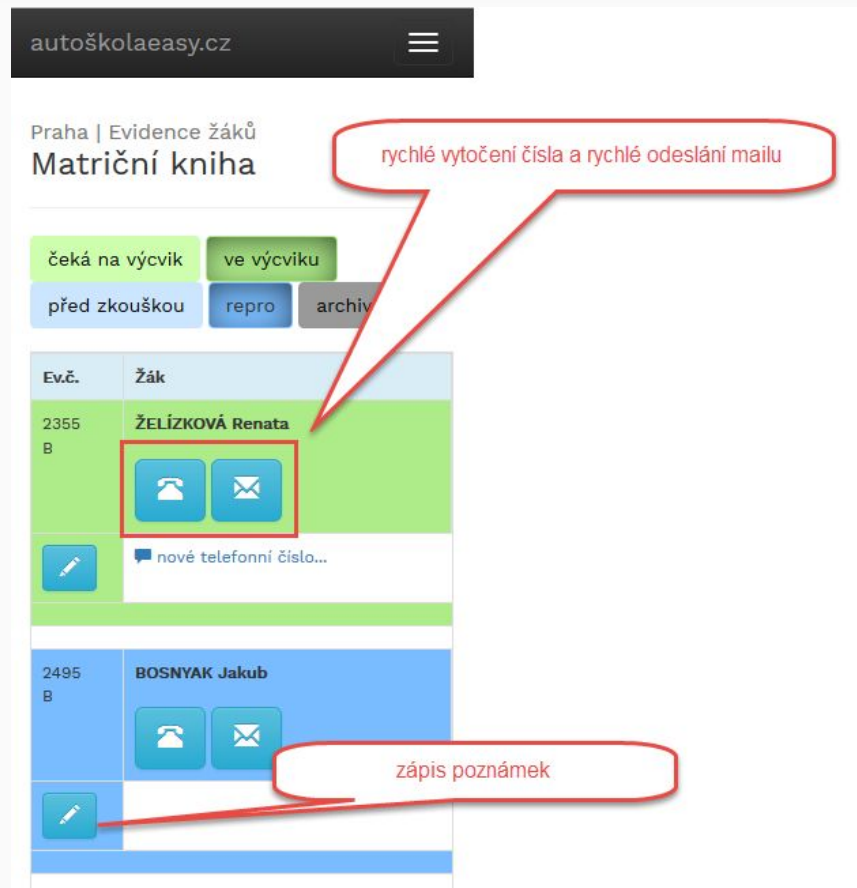 autoškolaeasy.cz
Praha | Evidence žáků
Matriční kniha
rychlé vytočení čísla a rychlé odeslání mailu
čeká na výcvik
ve výcviku
před zkouškou
repro
archiv
Ev.č.
Žák
2355
B
ŽELÍZKOVÁ Renata
nové telefonní číslo...
2495
B
BOSNYAK Jakub
zápis poznámek